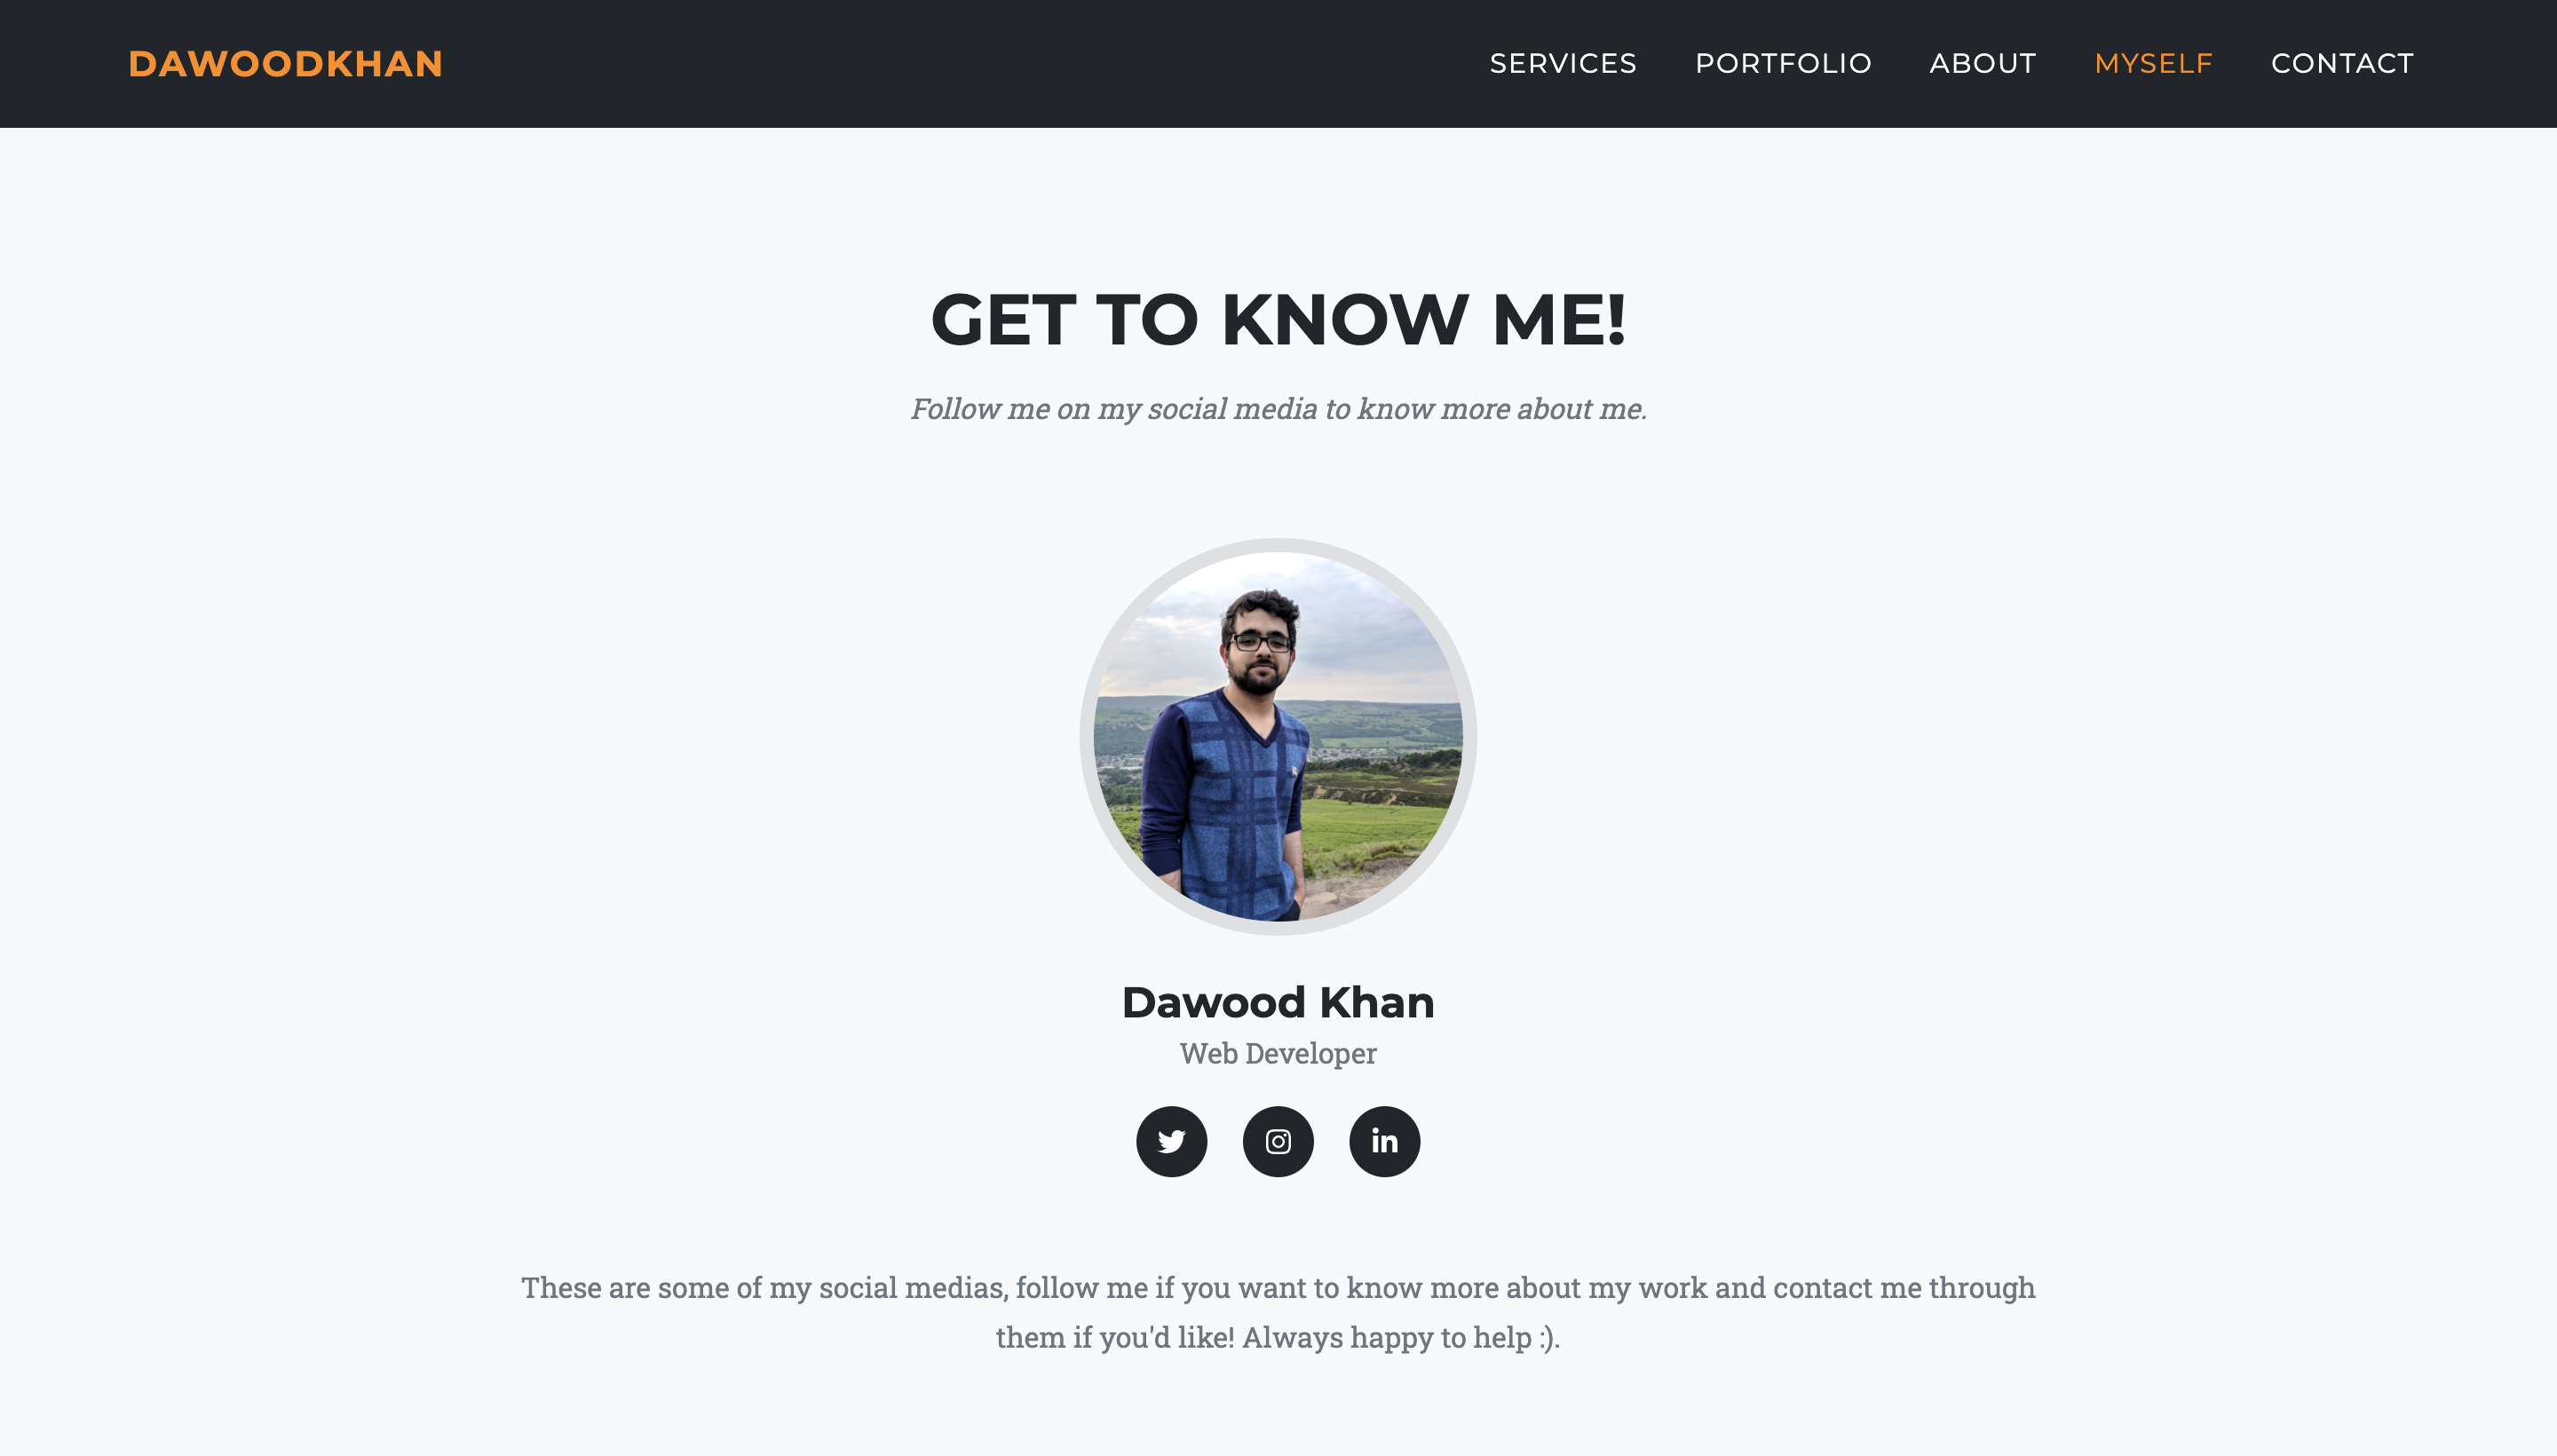 DAWOODKHAN
SERVICES PORTFOLIO ABOUT MYSELF CONTACT
GET TO KNOW ME!
Follow me on my social media to know more about me.
Dawood Khan
Web Developer
These are some of my social medias, follow me if you want to know more about my work and contact me through
them if you'd like! Always happy to help :).